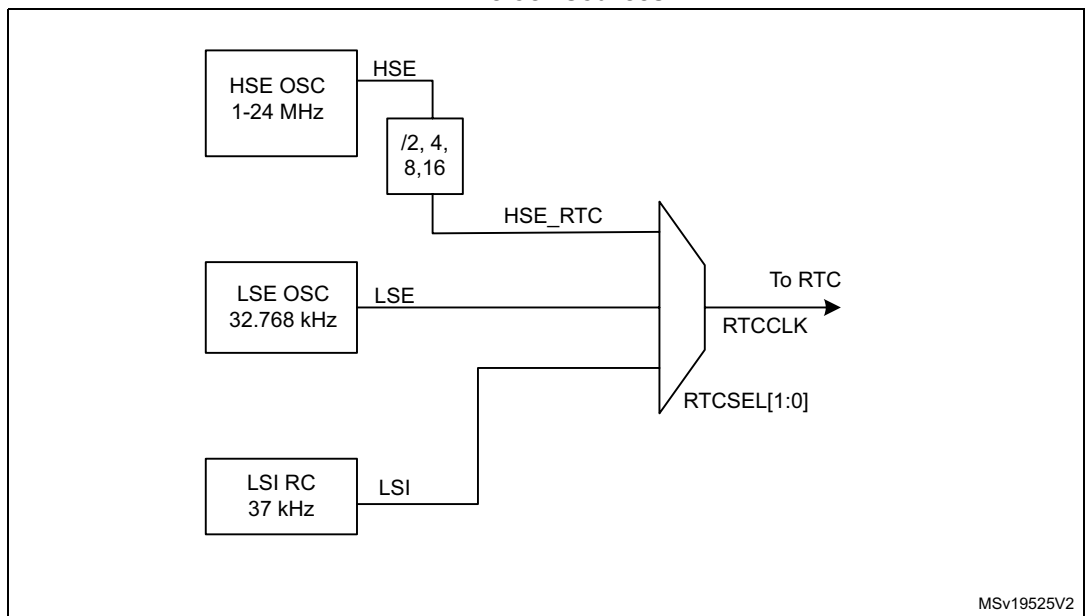 HSE OSC
1-24 MHz
HSE
/2, 4,
8,16
HSE_RTC
LSE OSC
32.768 kHz
LSE
To RTC
RTCCLK
RTCSEL[1:0]
LSI RC
37 kHz
LSI
MSv19525V2